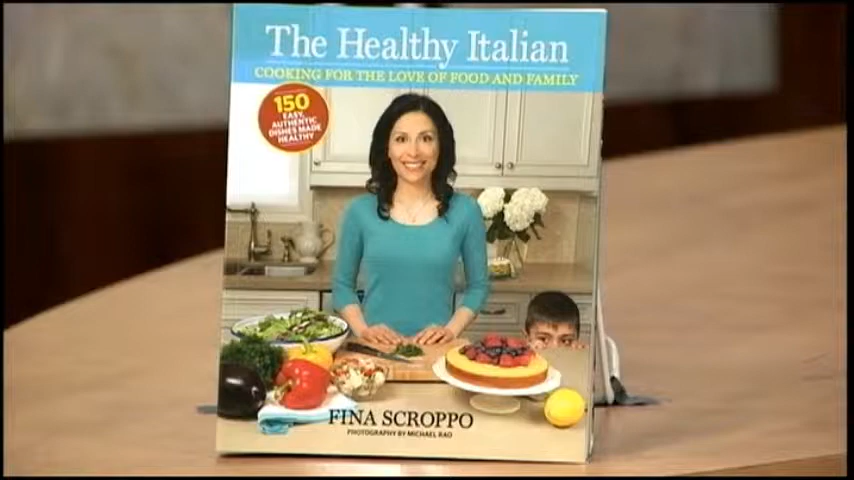 The Healthy Italian
COOKING FOR THE LOVE OF FOOD AND FAMILY
150
EASY,
AUTHENTIC
DISHES MADE
HEALTHY
FINA SCROPPO
PHOTOGRAPHY BY MICHAEL RAO